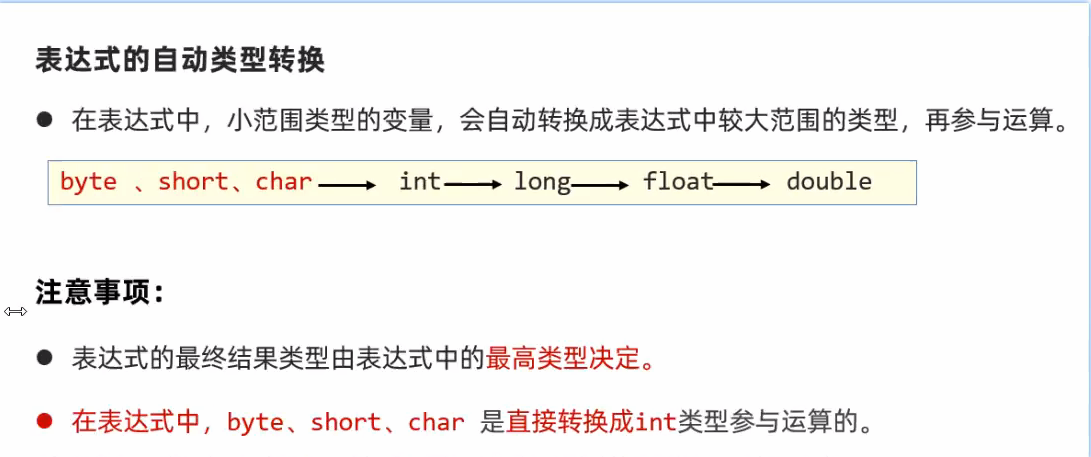 表达式的自动类型转换
● 在表达式中，小范围类型的变量，会自动转换成表达式中较大范围的类型，再参与运算。
byte 、short、char → int → long → float → double
注意事项：
● 表达式的最终结果类型由表达式中的最高类型决定。
● 在表达式中，byte、short、char 是直接转换成int类型参与运算的。